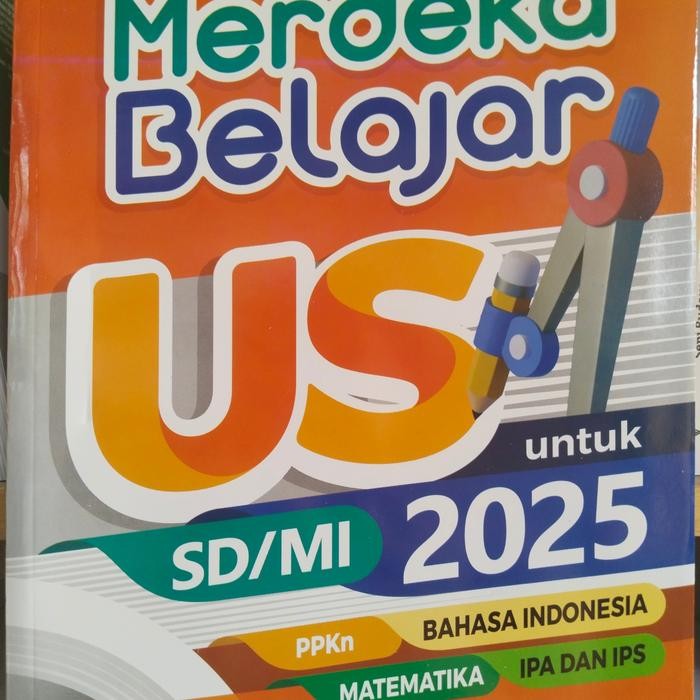 Merdeka
Belajar
US
untuk
SD/MI 2025
PPKn BAHASA INDONESIA
MATEMATIKA IPA DAN IPS